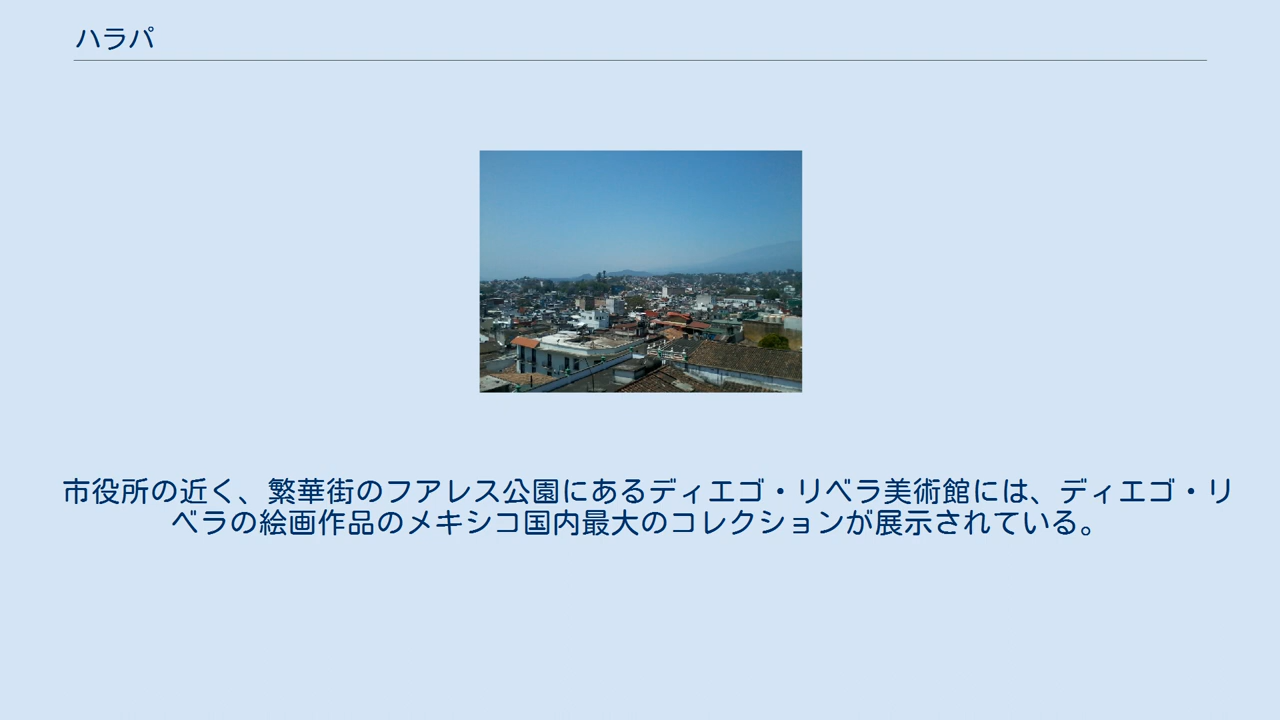 ハラパ
市役所の近く、繁華街のフアレス公園にあるディエゴ・リベラ美術館には、ディエゴ・リ
ベラの絵画作品のメキシコ国内最大のコレクションが展示されている。